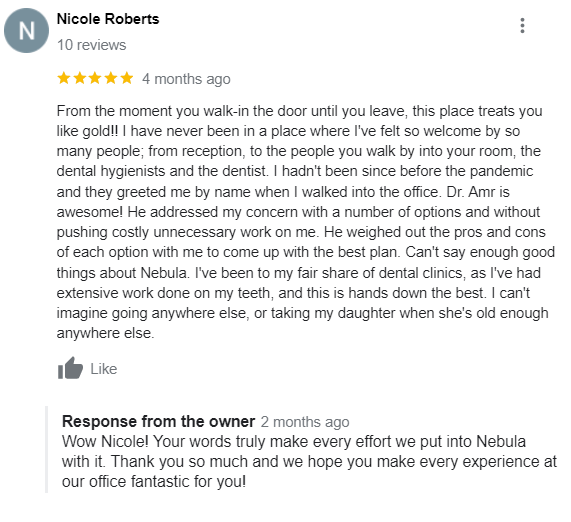 N
Nicole Roberts
10 reviews
4 months ago
From the moment you walk-in the door until you leave, this place treats you
like gold!! I have never been in a place where I've felt so welcome by so
many people; from reception, to the people you walk by into your room, the
dental hygienists and the dentist. I hadn't been since before the pandemic
and they greeted me by name when I walked into the office. Dr. Amr is
awesome! He addressed my concern with a number of options and without
pushing costly unnecessary work on me. He weighed out the pros and cons
of each option with me to come up with the best plan. Can't say enough good
things about Nebula. I've been to my fair share of dental clinics, as I've had
extensive work done on my teeth, and this is hands down the best. I can't
imagine going anywhere else, or taking my daughter when she's old enough
anywhere else.
Like
Response from the owner 2 months ago
Wow Nicole! Your words truly make every effort we put into Nebula
with it. Thank you so much and we hope you make every experience at
our office fantastic for you!